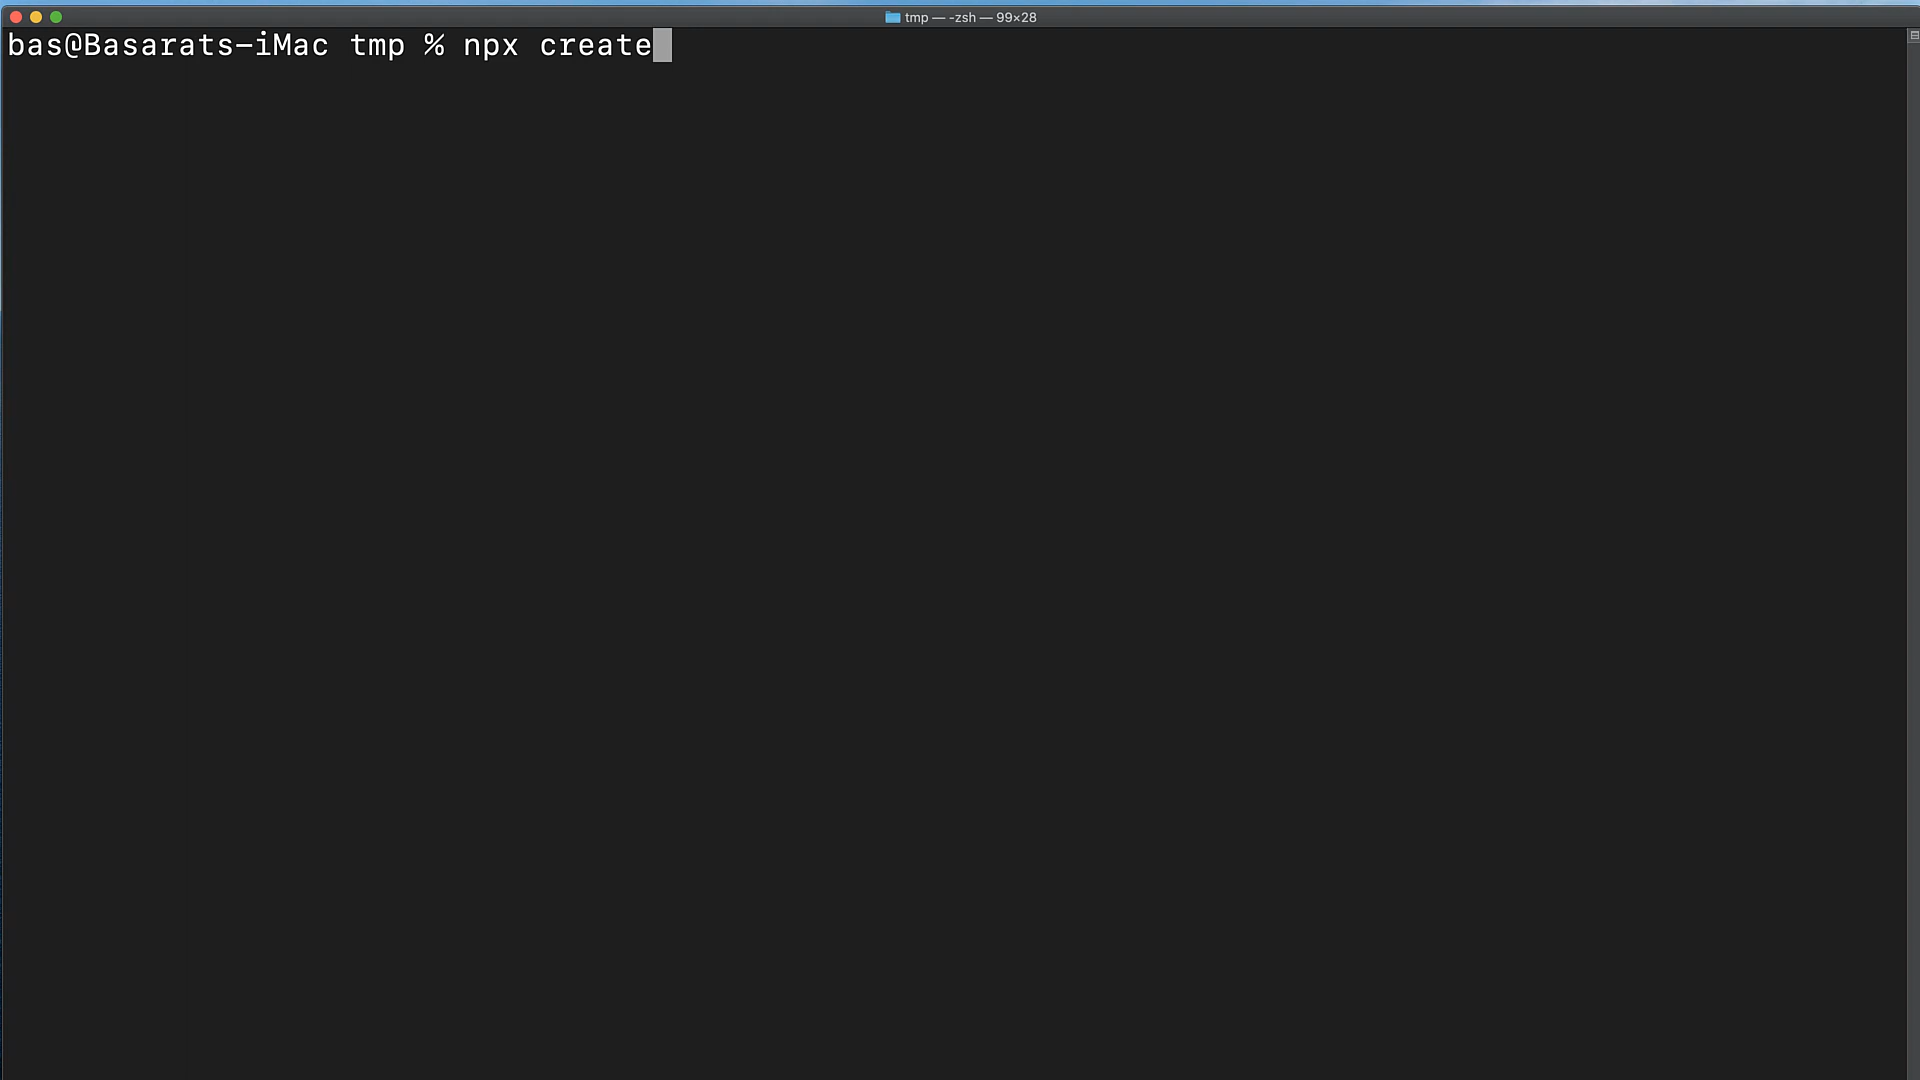 tmp — -zsh — 99×28
bas@Basarats-iMac tmp % npx create